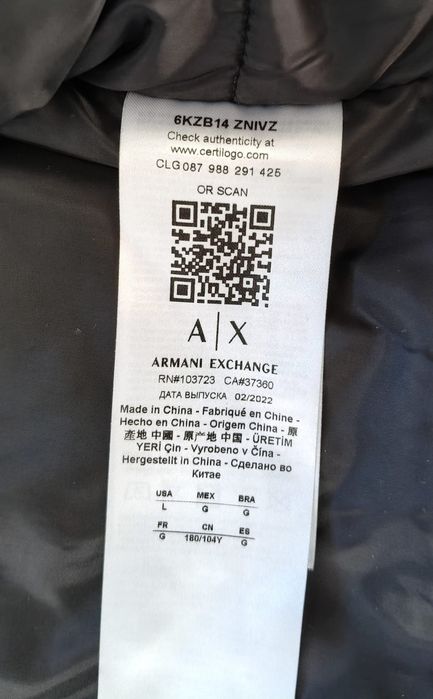 6KZB14 ZNIVZ
Check authenticity at
www.certilogo.com
CLG 087 988 291 425
OR SCAN
A|X
ARMANI EXCHANGE
RN#103723 CA#37360
ДАТА ВЫПУСКА 02/2022
Made in China - Fabriqué en Chine -
Hecho en China - Origem China - 原
產地 中國 - 原产地 中国 - ÜRETİM
YERİ Çin - Vyrobeno v Čína -
Hergestellt in China - Сделано во
Китае
USA MEX BRA
L G G
FR CN ES
G 180/104Y G